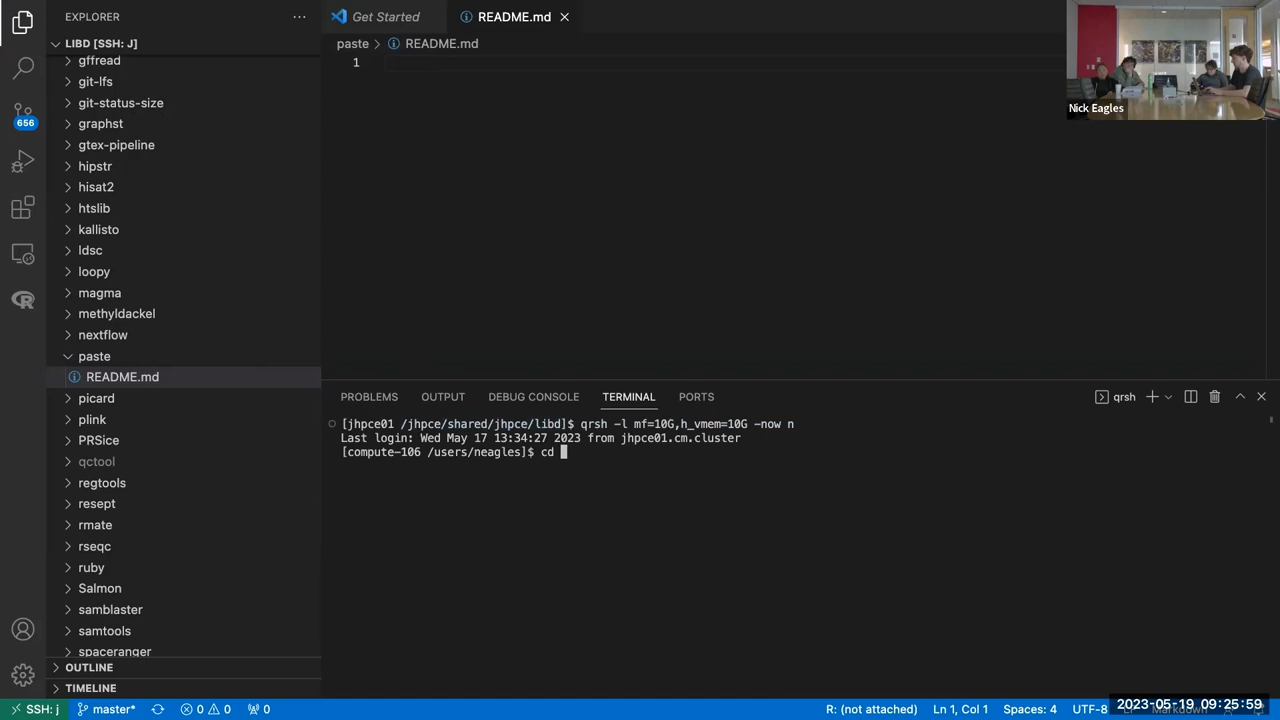 EXPLORER
Get Started
README.md
LIBD [SSH: J]
paste > README.md
gffread
git-lfs
git-status-size
graphst
gtex-pipeline
hipstr
hisat2
htslib
kallisto
ldsc
loopy
magma
methyldackel
nextflow
paste
README.md
picard
plink
PRSice
qctool
regtools
resept
rmate
rseqc
ruby
Salmon
samblaster
samtools
spaceranger
OUTLINE
TIMELINE
656
1
Nick Eagles
PROBLEMS OUTPUT DEBUG CONSOLE TERMINAL PORTS
qrsh
[jhpce01 /jhpce/shared/jhpce/libd]$ qrsh -l mf=10G,h_vmem=10G -now n
Last login: Wed May 17 13:34:27 2023 from jhpce01.cm.cluster
[compute-106 /users/neagles]$ cd
SSH: j master* 0 0 0 R: (not attached) Ln 1, Col 1 Spaces: 4 UTF-8 LF Markdown
2023-05-19 09:25:59